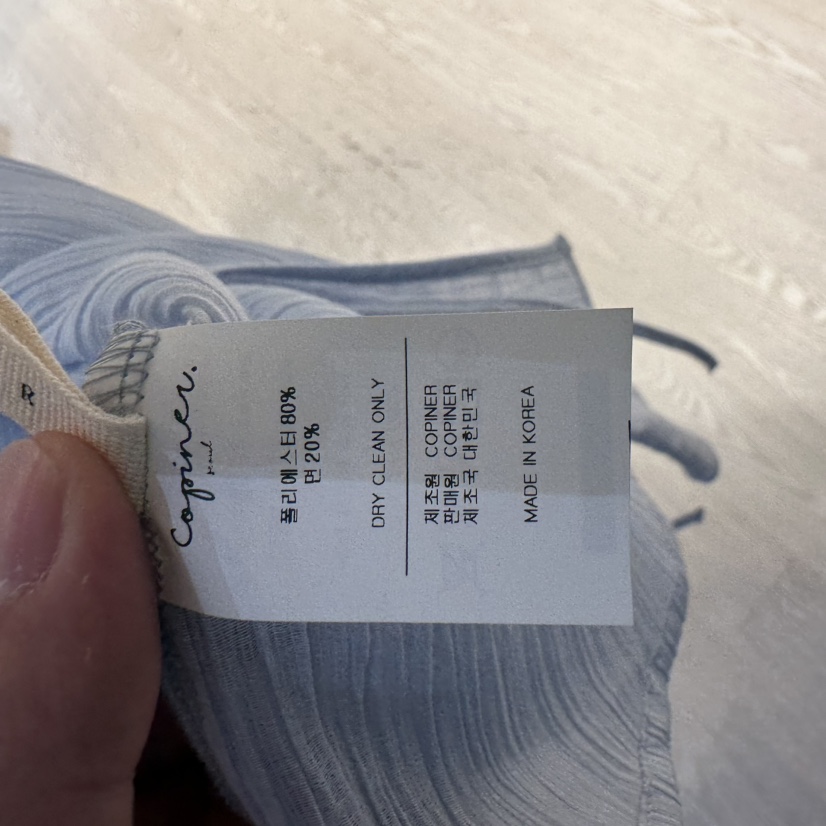 Copiner.
seoul
폴리에스터 80%
면 20%
DRY CLEAN ONLY
제조원 COPINER
판매원 COPINER
제조국 대한민국
MADE IN KOREA